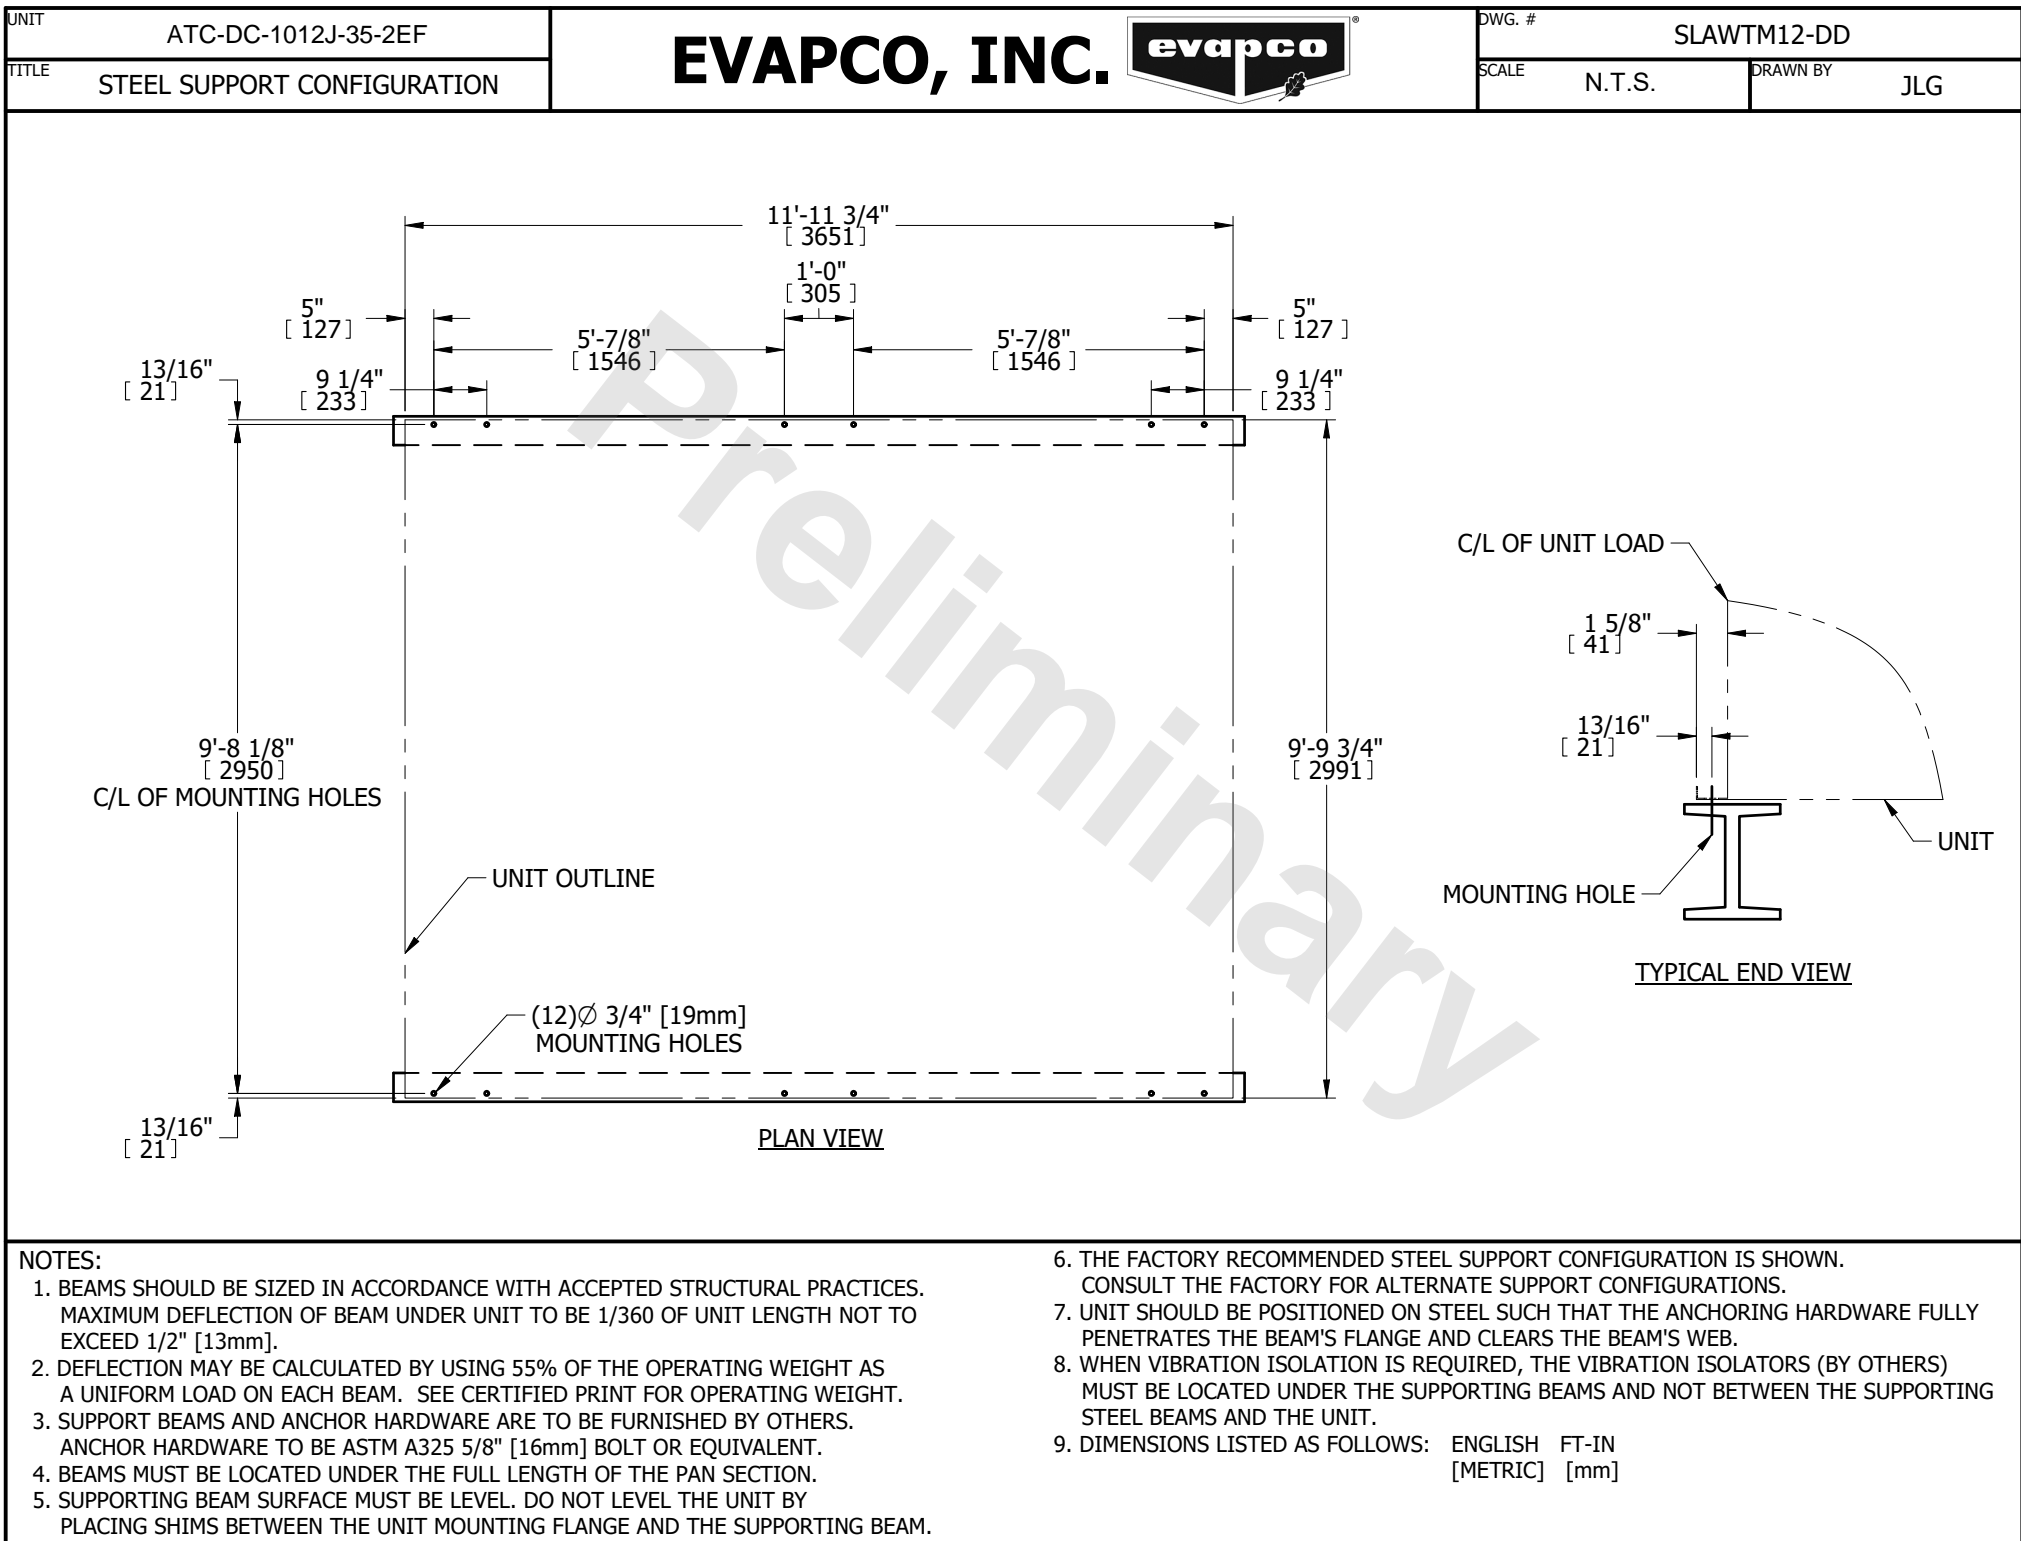 UNIT
ATC-DC-1012J-35-2EF
TITLE
STEEL SUPPORT CONFIGURATION
EVAPCO, INC.
evapco
®
DWG. #
SLAWTM12-DD
SCALE
N.T.S.
DRAWN BY
JLG
11'-11 3/4"
[ 3651 ]
1'-0"
[ 305 ]
5"
[ 127 ]
5'-7/8"
[ 1546 ]
5'-7/8"
[ 1546 ]
5"
[ 127 ]
13/16"
[ 21 ]
9 1/4"
[ 233 ]
9 1/4"
[ 233 ]
Preliminary
C/L OF UNIT LOAD
1 5/8"
[ 41 ]
13/16"
[ 21 ]
9'-8 1/8"
[ 2950 ]
C/L OF MOUNTING HOLES
9'-9 3/4"
[ 2991 ]
UNIT
MOUNTING HOLE
UNIT OUTLINE
TYPICAL END VIEW
(12)∅ 3/4" [19mm]
MOUNTING HOLES
13/16"
[ 21 ]
PLAN VIEW
NOTES:
1. BEAMS SHOULD BE SIZED IN ACCORDANCE WITH ACCEPTED STRUCTURAL PRACTICES.
MAXIMUM DEFLECTION OF BEAM UNDER UNIT TO BE 1/360 OF UNIT LENGTH NOT TO
EXCEED 1/2" [13mm].
2. DEFLECTION MAY BE CALCULATED BY USING 55% OF THE OPERATING WEIGHT AS
A UNIFORM LOAD ON EACH BEAM. SEE CERTIFIED PRINT FOR OPERATING WEIGHT.
3. SUPPORT BEAMS AND ANCHOR HARDWARE ARE TO BE FURNISHED BY OTHERS.
ANCHOR HARDWARE TO BE ASTM A325 5/8" [16mm] BOLT OR EQUIVALENT.
4. BEAMS MUST BE LOCATED UNDER THE FULL LENGTH OF THE PAN SECTION.
5. SUPPORTING BEAM SURFACE MUST BE LEVEL. DO NOT LEVEL THE UNIT BY
PLACING SHIMS BETWEEN THE UNIT MOUNTING FLANGE AND THE SUPPORTING BEAM.
6. THE FACTORY RECOMMENDED STEEL SUPPORT CONFIGURATION IS SHOWN.
CONSULT THE FACTORY FOR ALTERNATE SUPPORT CONFIGURATIONS.
7. UNIT SHOULD BE POSITIONED ON STEEL SUCH THAT THE ANCHORING HARDWARE FULLY
PENETRATES THE BEAM'S FLANGE AND CLEARS THE BEAM'S WEB.
8. WHEN VIBRATION ISOLATION IS REQUIRED, THE VIBRATION ISOLATORS (BY OTHERS)
MUST BE LOCATED UNDER THE SUPPORTING BEAMS AND NOT BETWEEN THE SUPPORTING
STEEL BEAMS AND THE UNIT.
9. DIMENSIONS LISTED AS FOLLOWS: ENGLISH FT-IN
[METRIC] [mm]